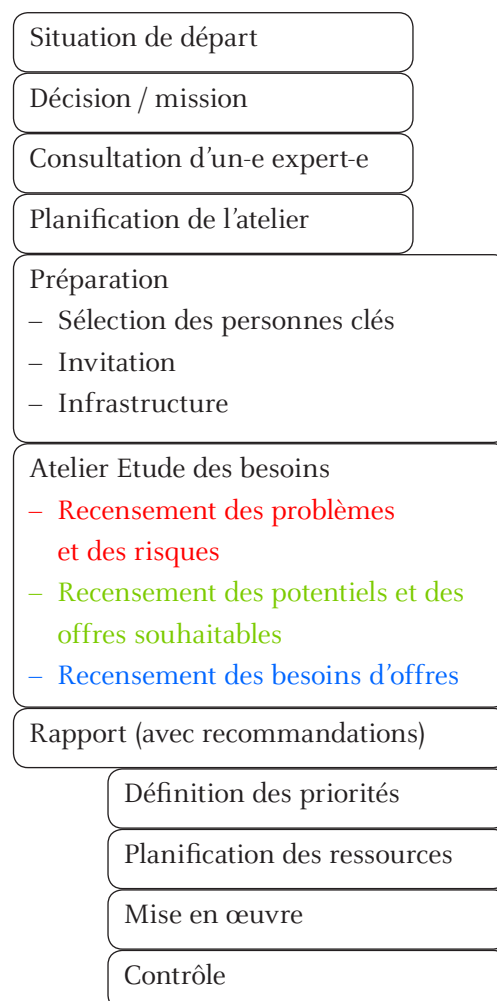 Situation de départ
Décision / mission
Consultation d’un-e expert-e
Planification de l’atelier
Préparation
– Sélection des personnes clés
– Invitation
– Infrastructure
Atelier Etude des besoins
– Recensement des problèmes
et des risques
– Recensement des potentiels et des
offres souhaitables
– Recensement des besoins d’offres
Rapport (avec recommandations)
Définition des priorités
Planification des ressources
Mise en œuvre
Contrôle